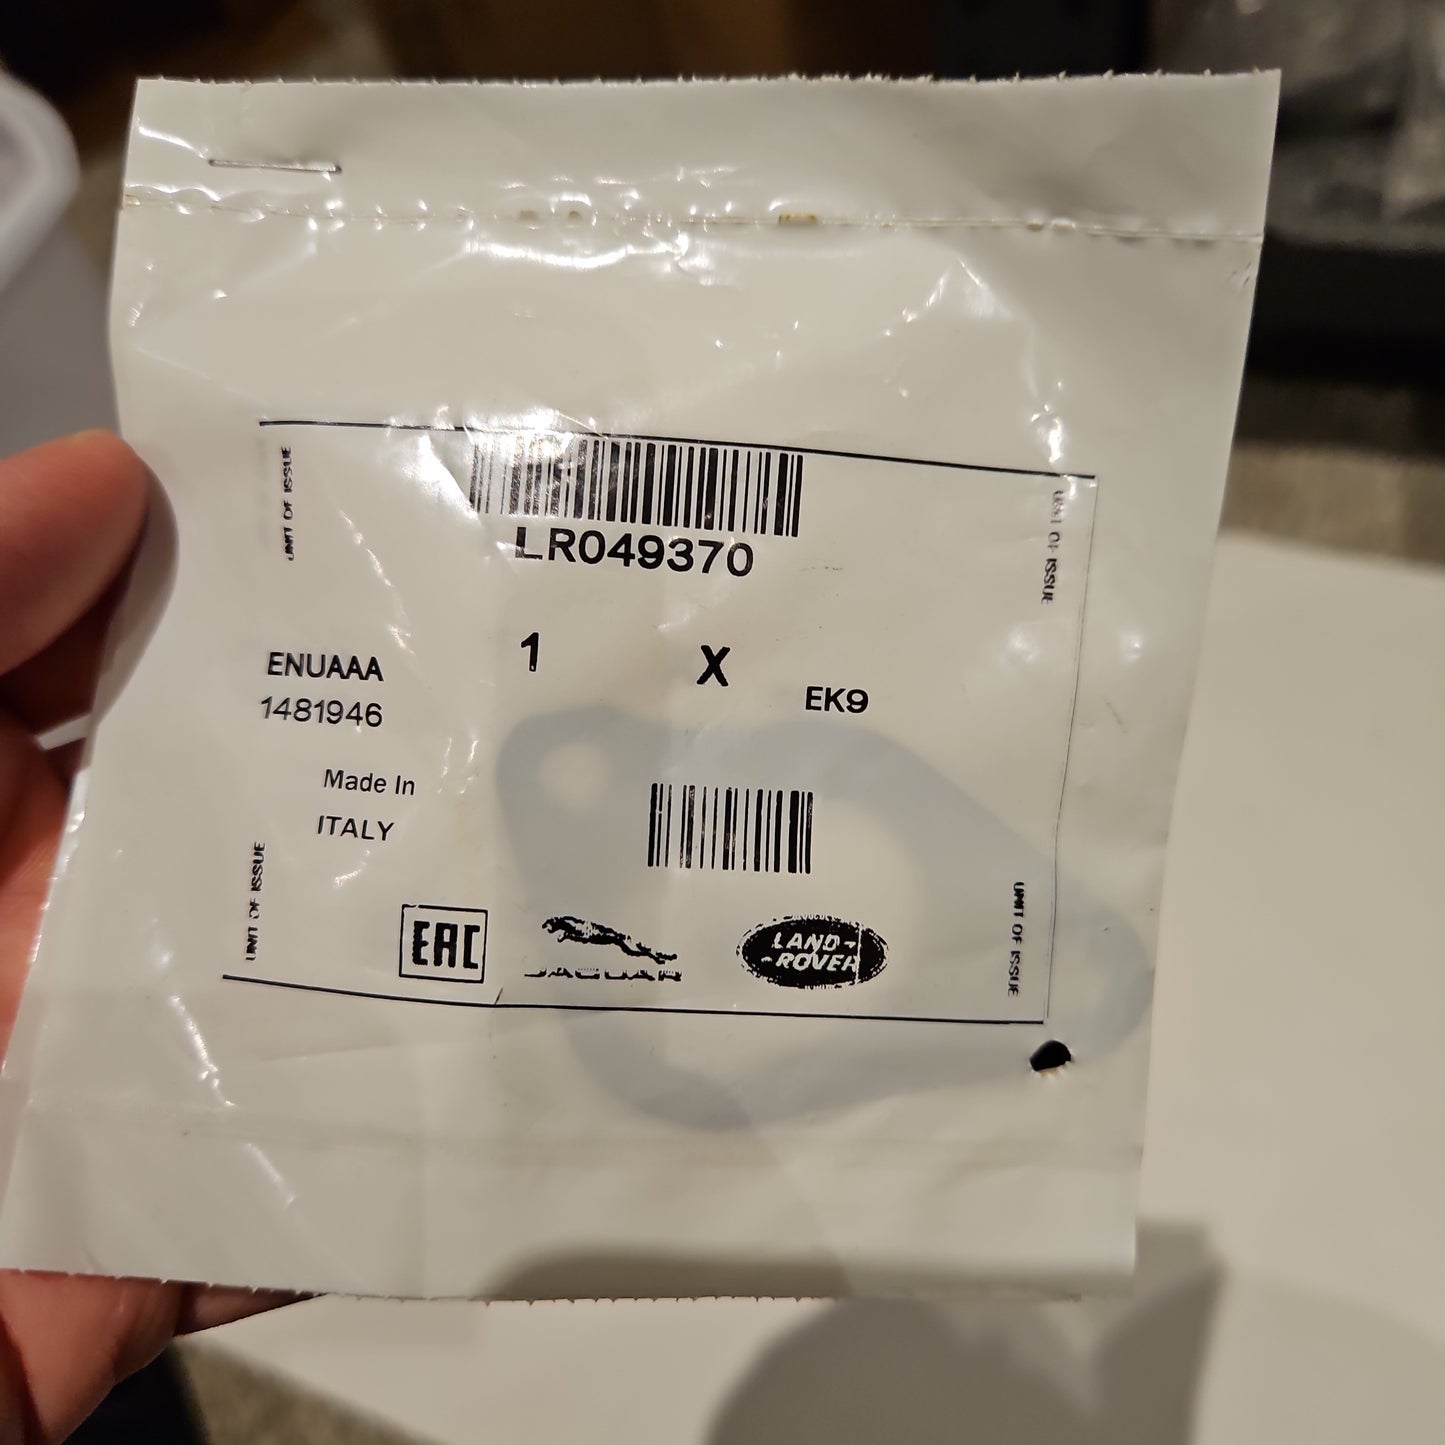 UNIT OF ISSUE
UNIT OF ISSUE
LR049370
1 X EK9
ENUAAA
1481946
Made In
ITALY
UNIT OF ISSUE
UNIT OF ISSUE
EAC
JAGUAR
LAND-
-ROVER